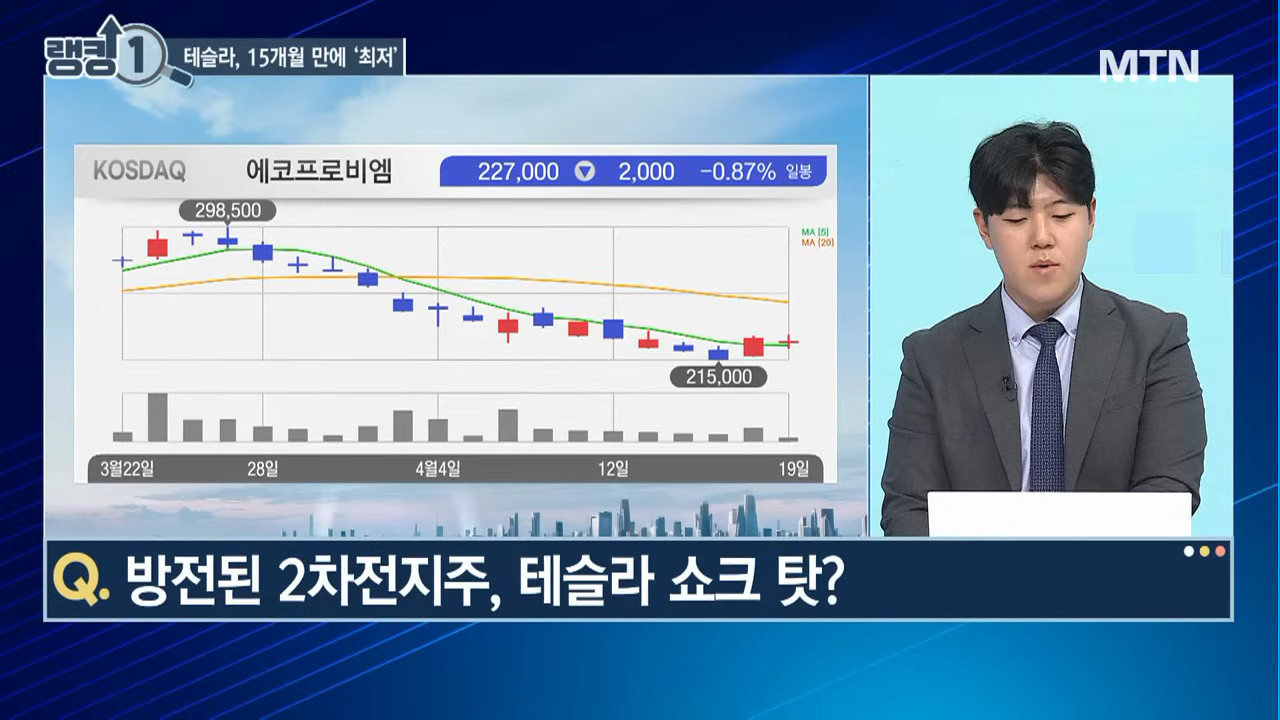 랭킹1
테슬라, 15개월 만에 ‘최저’
MTN
KOSDAQ 에코프로비엠 227,000 ▼ 2,000 -0.87% 일봉
298,500
MA [5]
MA [20]
215,000
3월22일 28일 4월4일 12일 19일
Q. 방전된 2차전지주, 테슬라 쇼크 탓?